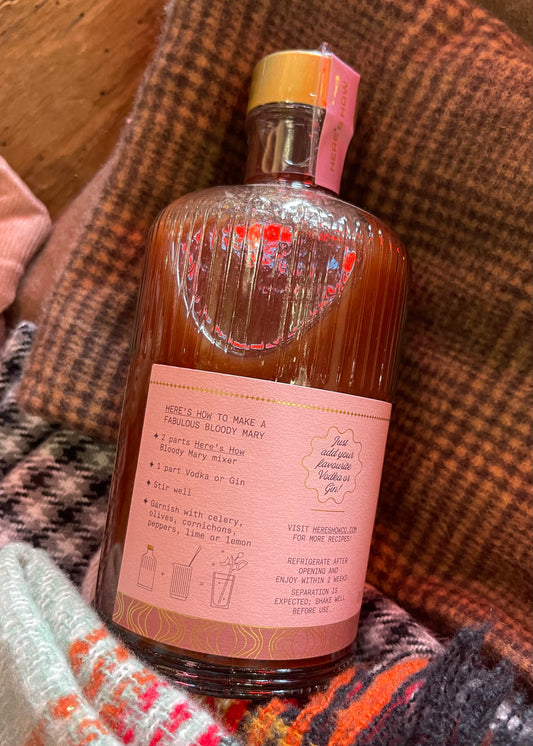 HERE'S HOW
HERE'S HOW TO MAKE A
FABULOUS BLOODY MARY
✦ 2 parts Here's How
Bloody Mary mixer
✦ 1 part Vodka or Gin
✦ Stir well
✦ Garnish with celery,
olives, cornichons,
peppers, lime or lemon
Just
add your
favourite
Vodka or
Gin!
VISIT HERESHOWCO.COM
FOR MORE RECIPES!
REFRIGERATE AFTER
OPENING AND
ENJOY WITHIN 2 WEEKS.
SEPARATION IS
EXPECTED; SHAKE WELL
BEFORE USE.